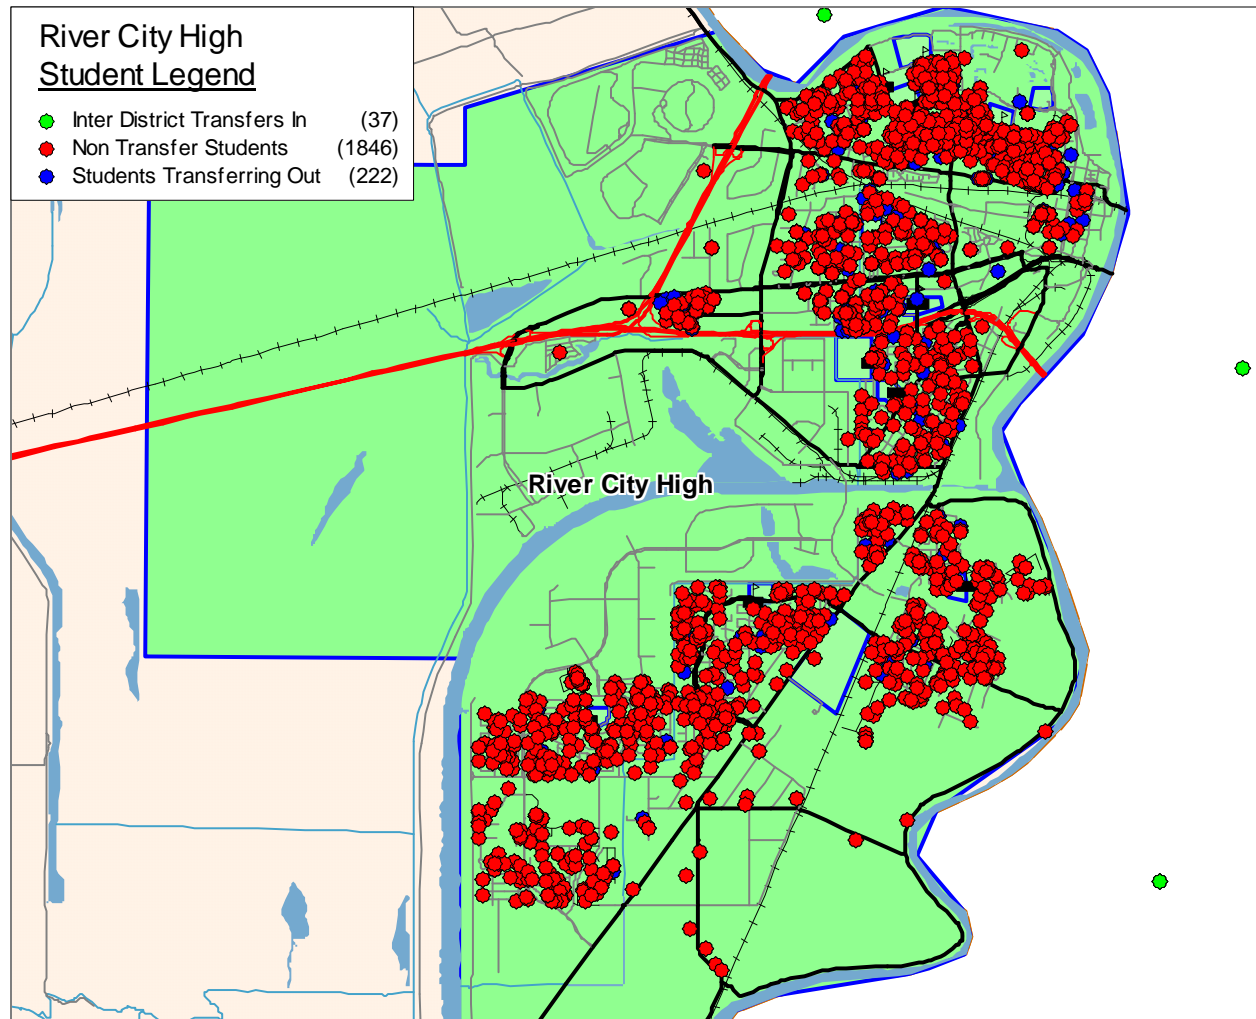 River City High
Student Legend
Inter District Transfers In (37)
Non Transfer Students (1846)
Students Transferring Out (222)
River City High